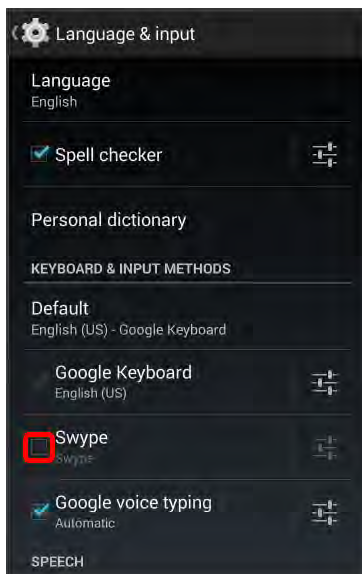 Language & input
Language
English
Spell checker
Personal dictionary
KEYBOARD & INPUT METHODS
Default
English (US) - Google Keyboard
Google Keyboard
English (US)
Swype
Swype
Google voice typing
Automatic
SPEECH